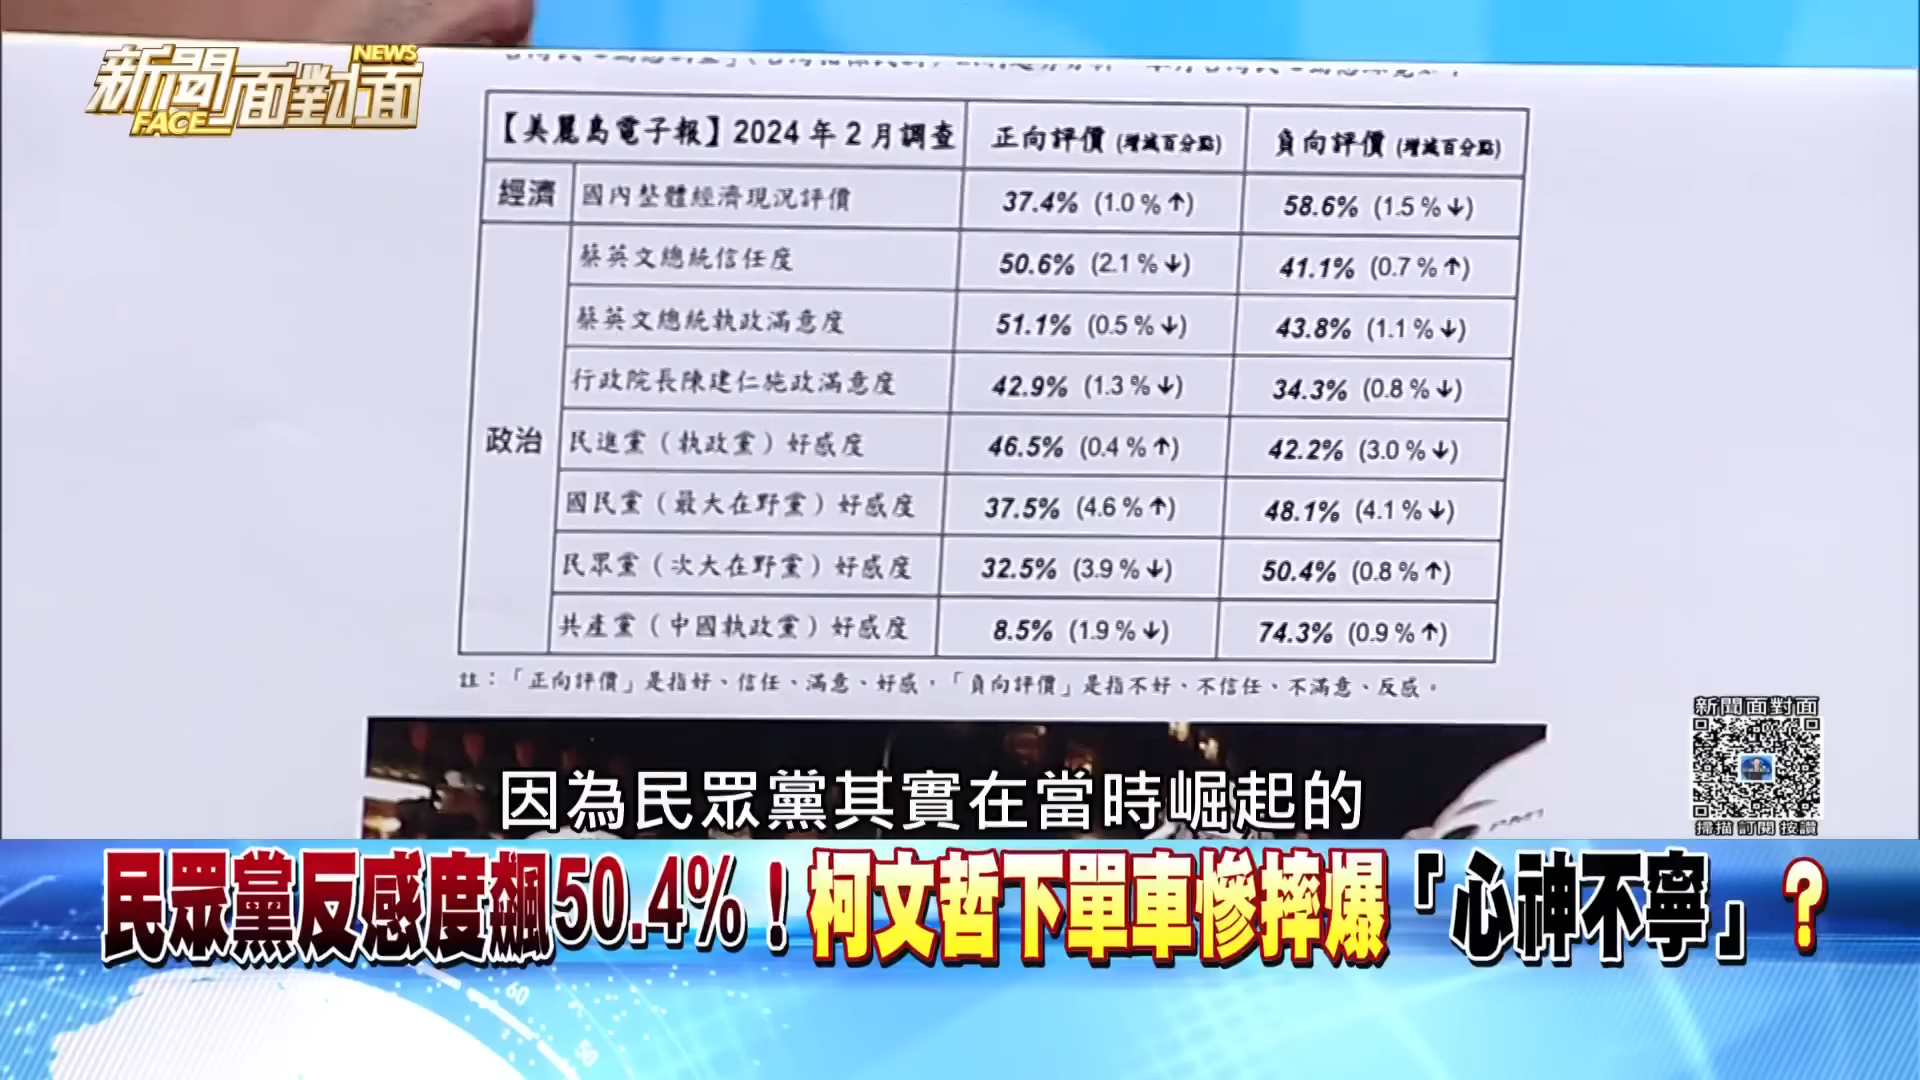 新聞面對面
NEWS
FACE
【美麗島電子報】2024年2月調查 正向評價(增減百分點) 負向評價(增減百分點)
經濟 國內整體經濟現況評價 37.4% (1.0%↑) 58.6% (1.5%↓)
蔡英文總統信任度 50.6% (2.1%↓) 41.1% (0.7%↑)
蔡英文總統執政滿意度 51.1% (0.5%↓) 43.8% (1.1%↓)
行政院長陳建仁施政滿意度 42.9% (1.3%↓) 34.3% (0.8%↓)
政治 民進黨(執政黨)好感度 46.5% (0.4%↑) 42.2% (3.0%↓)
國民黨(最大在野黨)好感度 37.5% (4.6%↑) 48.1% (4.1%↓)
民眾黨(次大在野黨)好感度 32.5% (3.9%↓) 50.4% (0.8%↑)
共產黨(中國執政黨)好感度 8.5% (1.9%↓) 74.3% (0.9%↑)
註:「正向評價」是指好、信任、滿意、好感。「負向評價」是指不好、不信任、不滿意、反感。
新聞面對面
掃描 訂閱 按讚
因為民眾黨其實在當時崛起的
民眾黨反感度飆50.4%!柯文哲下單車慘摔爆「心神不寧」?
60
50